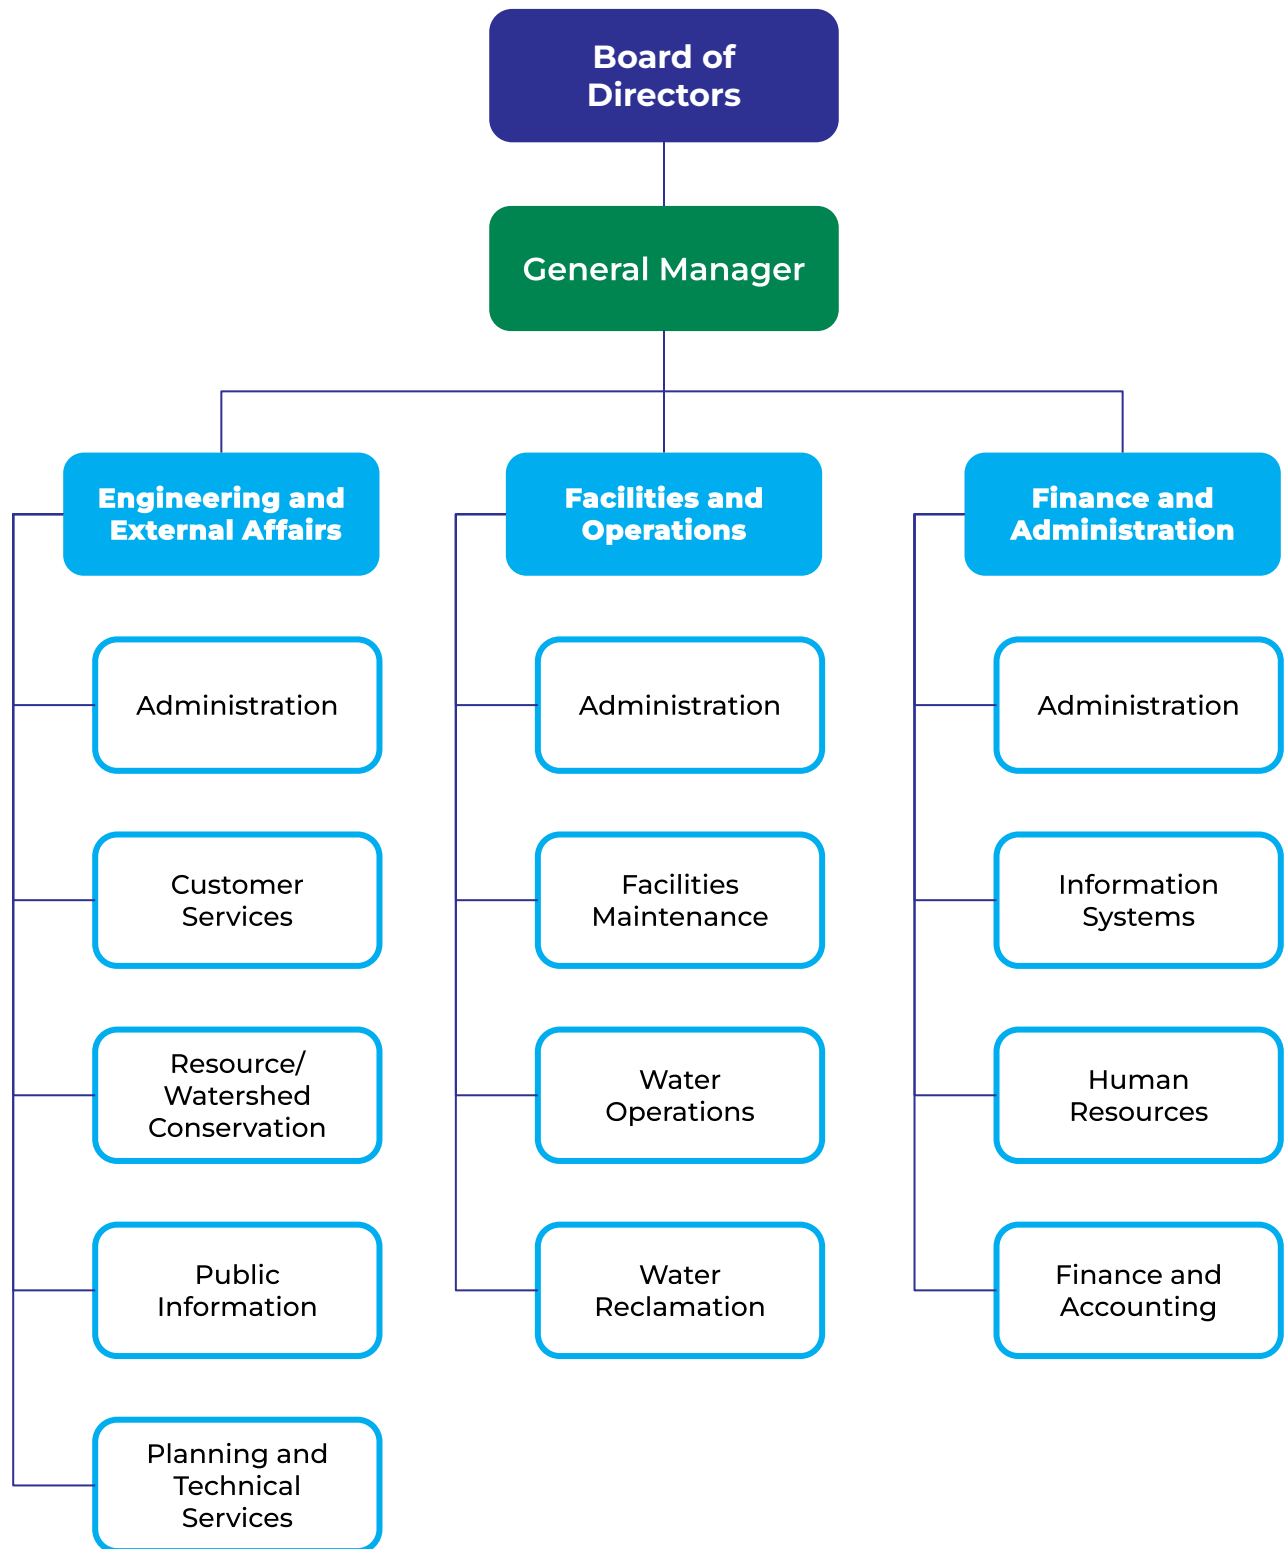 Board of
Directors
General Manager
Engineering and
External Affairs
Administration
Customer
Services
Resource/
Watershed
Conservation
Public
Information
Planning and
Technical
Services
Facilities and
Operations
Administration
Facilities
Maintenance
Water
Operations
Water
Reclamation
Finance and
Administration
Administration
Information
Systems
Human
Resources
Finance and
Accounting